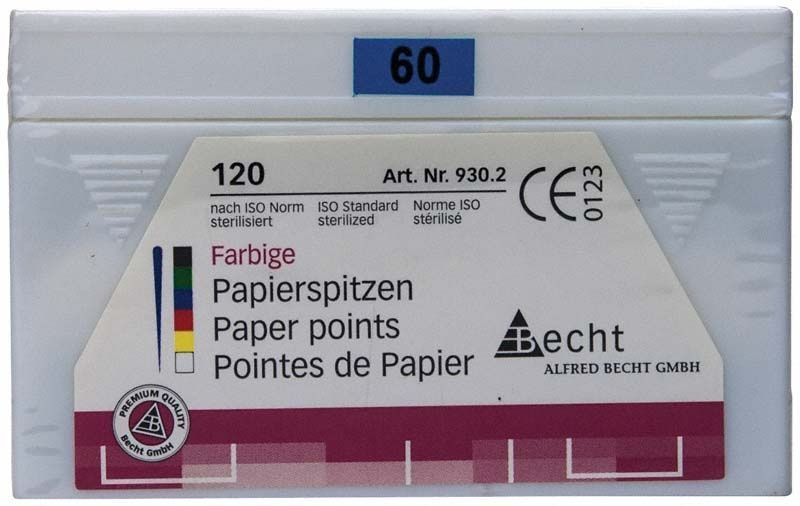 60
120 Art. Nr. 930.2
nach ISO Norm ISO Standard Norme ISO
sterilisiert sterilized stérilisé
CE 0123
Farbige
Papierspitzen
Paper points
Pointes de Papier
Becht
ALFRED BECHT GMBH
PREMIUM QUALITY
B
Becht GmbH